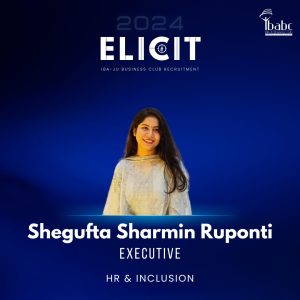 2024
ELICIT
IBA-JU BUSINESS CLUB RECRUITMENT
ibabc
Shegufta Sharmin Ruponti
EXECUTIVE
HR & INCLUSION